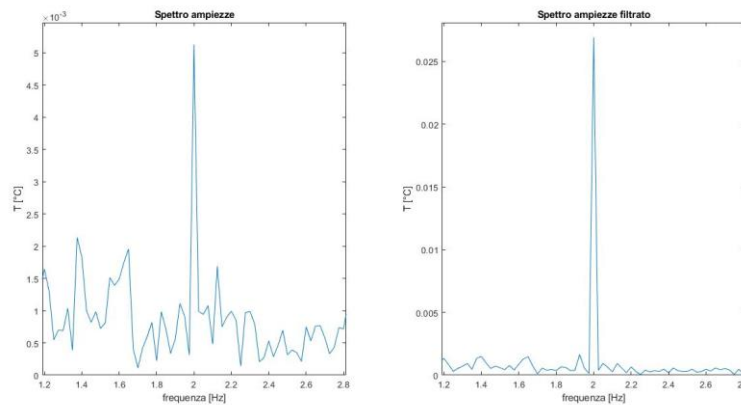 Spettro ampiezze
×10-3
5
4.5
4
3.5
3
2.5
2
1.5
1
0.5
0
T [°C]
1.2 1.4 1.6 1.8 2 2.2 2.4 2.6 2.8
frequenza [Hz]
Spettro ampiezze filtrato
0.025
0.02
0.015
0.01
0.005
0
T [°C]
1.2 1.4 1.6 1.8 2 2.2 2.4 2.6 2.8
frequenza [Hz]